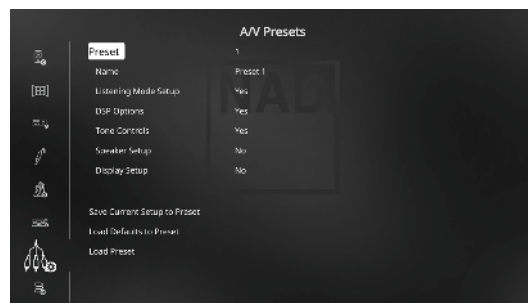 A/V Presets
Preset 1
Name Preset 1
Listening Mode Setup Yes
DSP Options Yes
Tone Controls Yes
Speaker Setup No
Display Setup No
Save Current Setup to Preset
Load Defaults to Preset
Load Preset
NAD